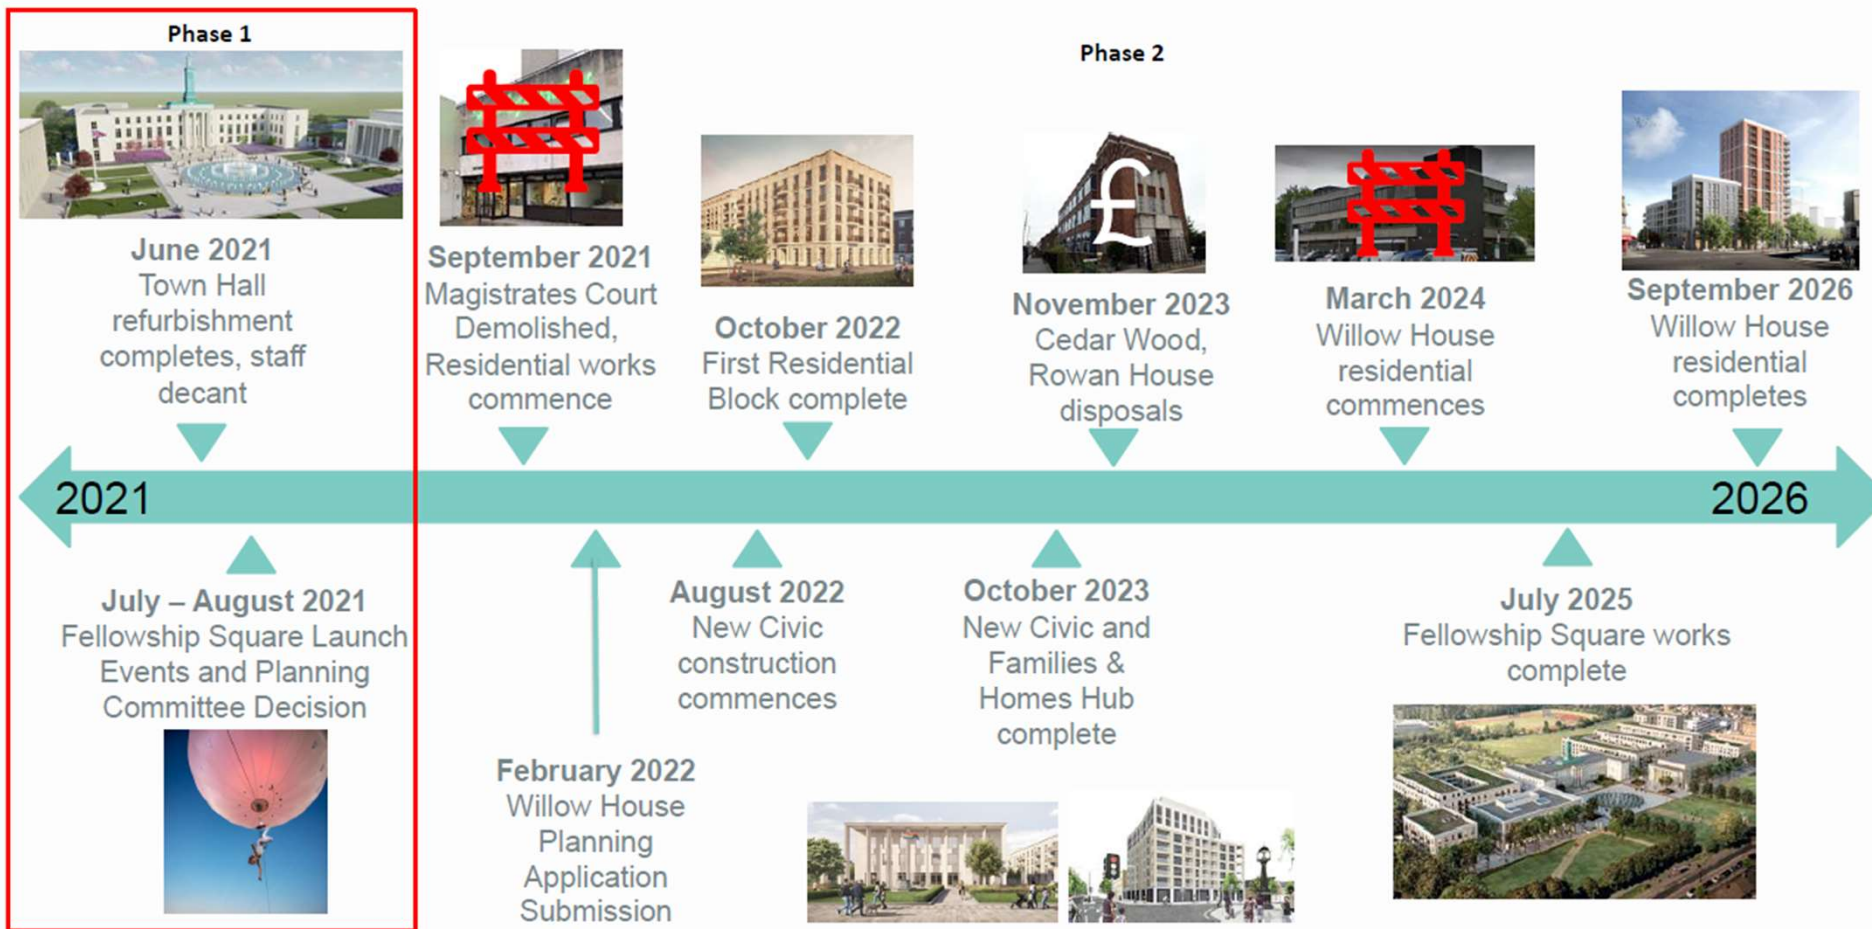 Phase 1
Phase 2
June 2021
Town Hall
refurbishment
completes, staff
decant
September 2021
Magistrates Court
Demolished,
Residential works
commence
October 2022
First Residential
Block complete
£
November 2023
Cedar Wood,
Rowan House
disposals
March 2024
Willow House
residential
commences
September 2026
Willow House
residential
completes
2021
2026
July – August 2021
Fellowship Square Launch
Events and Planning
Committee Decision
February 2022
Willow House
Planning
Application
Submission
August 2022
New Civic
construction
commences
October 2023
New Civic and
Families &
Homes Hub
complete
July 2025
Fellowship Square works
complete